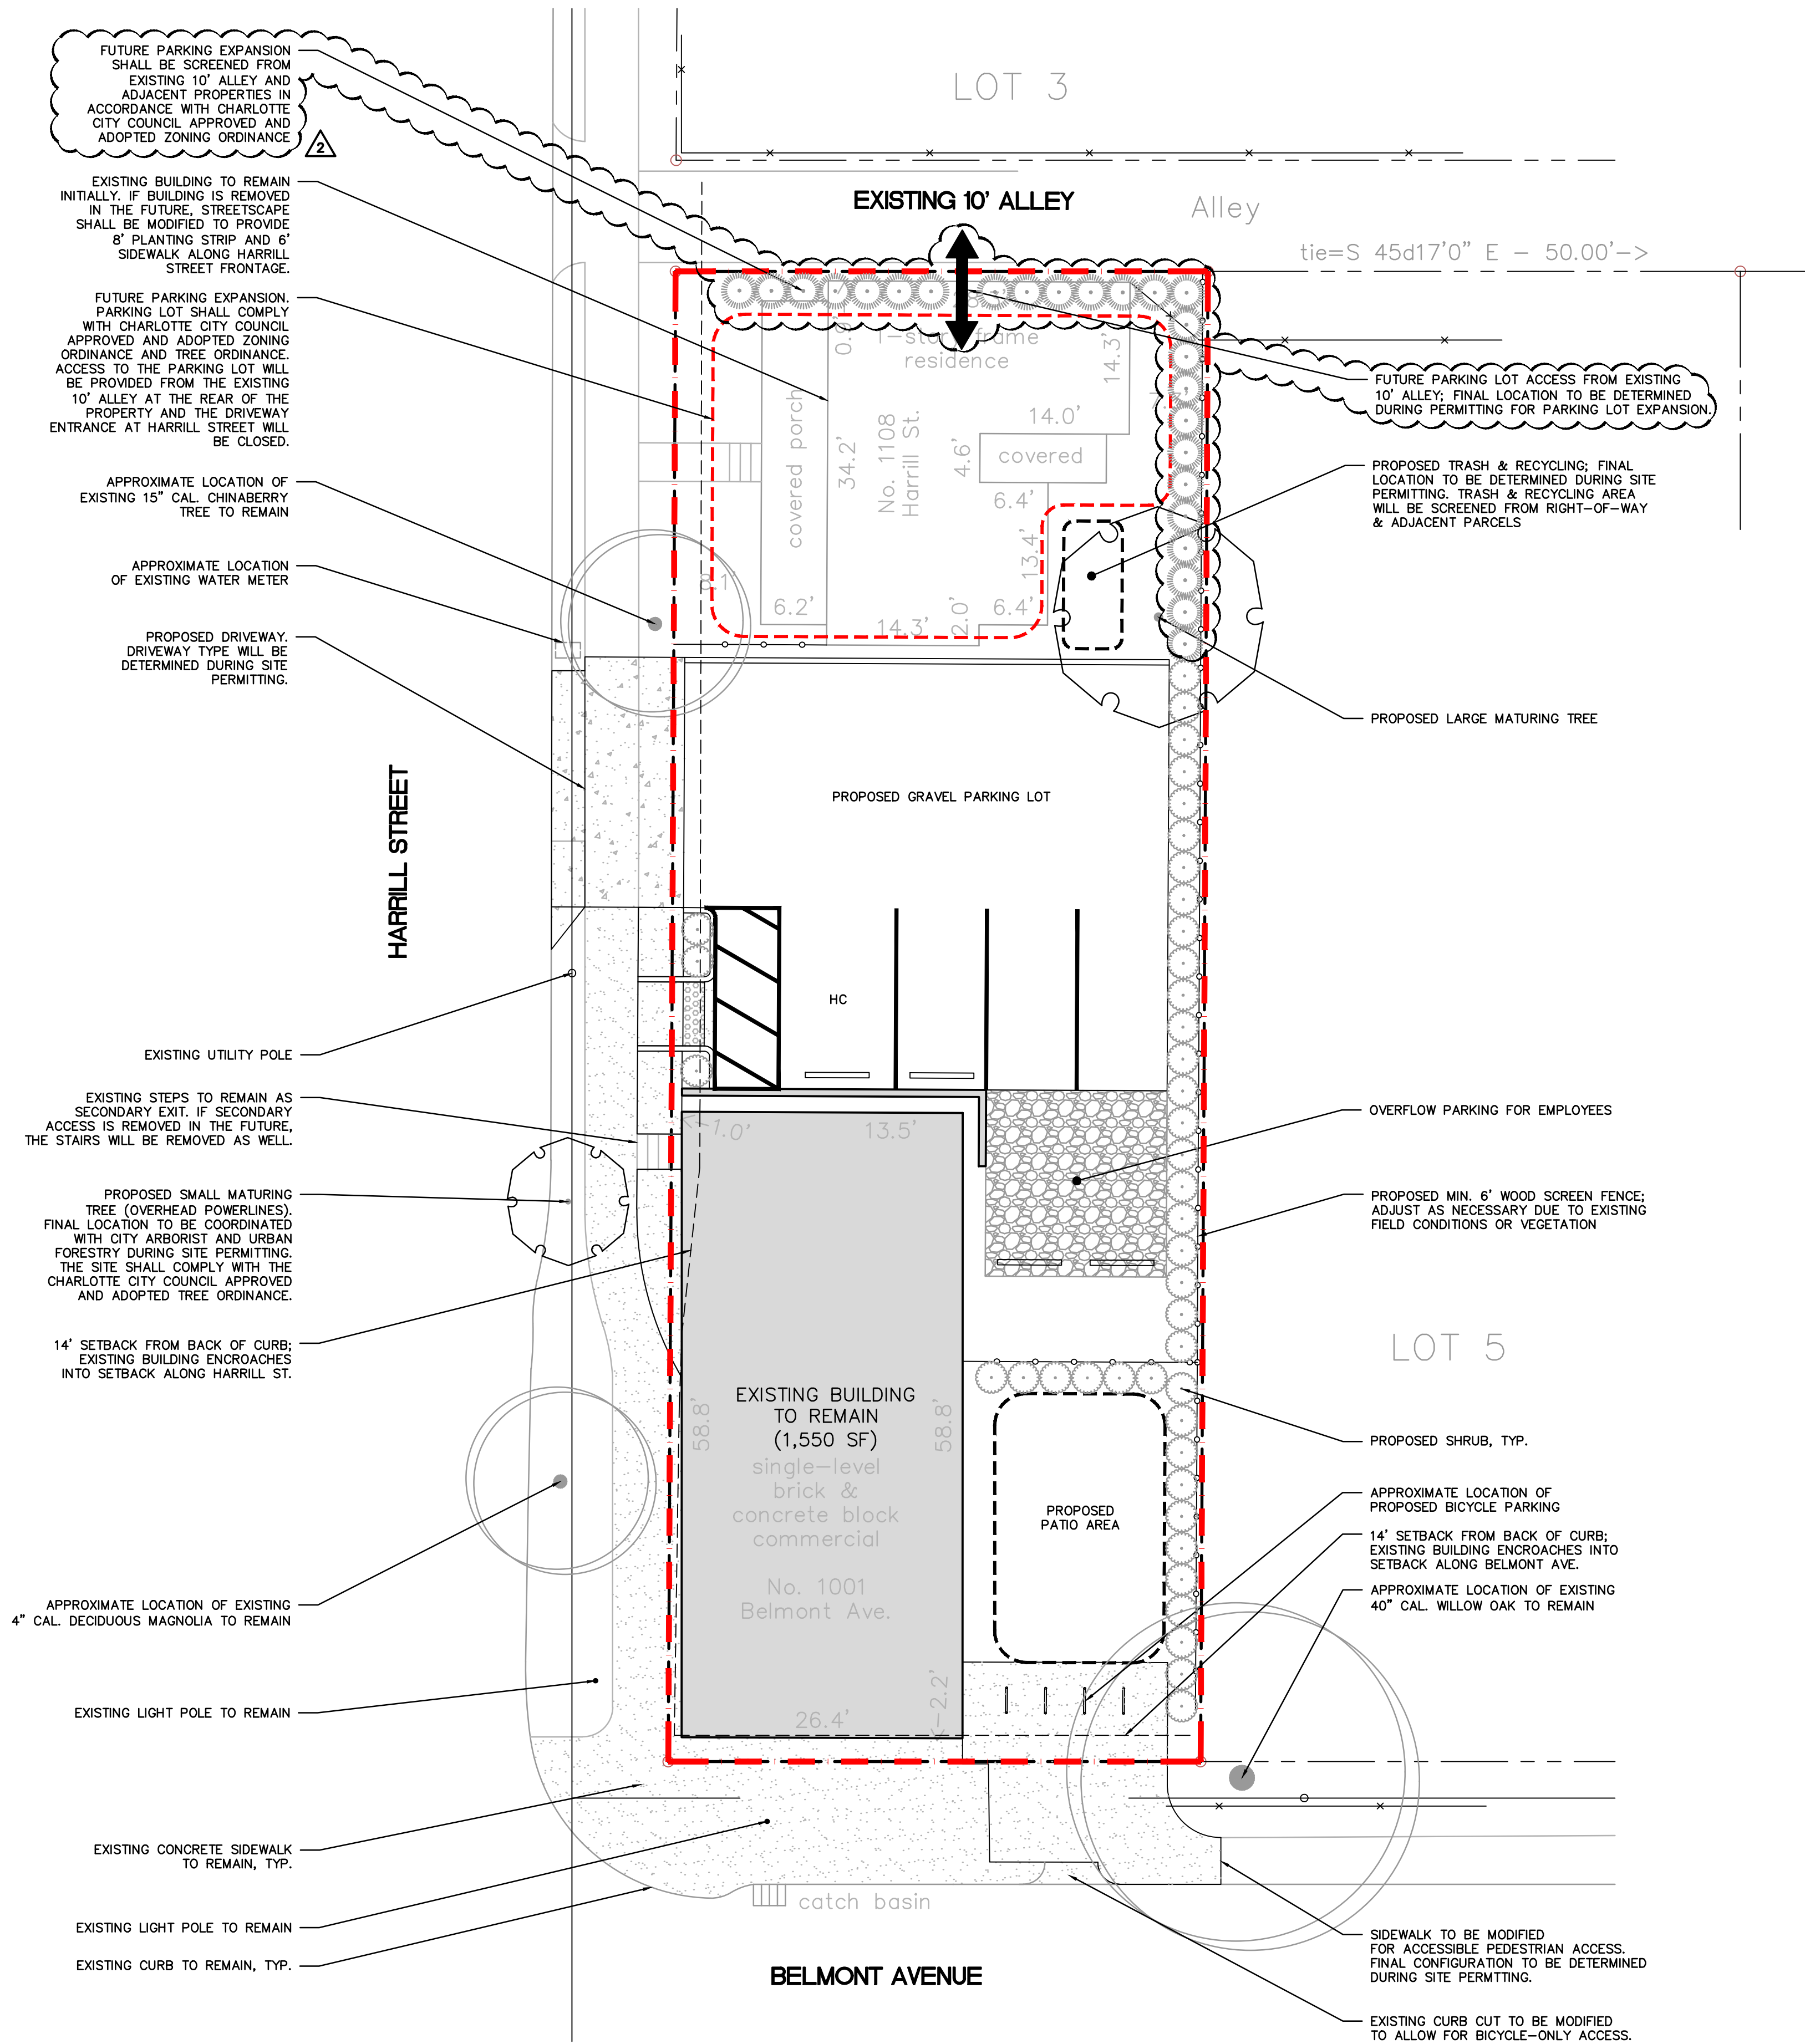 FUTURE PARKING EXPANSION
SHALL BE SCREENED FROM
EXISTING 10' ALLEY AND
ADJACENT PROPERTIES IN
ACCORDANCE WITH CHARLOTTE
CITY COUNCIL APPROVED AND
ADOPTED ZONING ORDINANCE
2
EXISTING BUILDING TO REMAIN
INITIALLY. IF BUILDING IS REMOVED
IN THE FUTURE, STREETSCAPE
SHALL BE MODIFIED TO PROVIDE
8' PLANTING STRIP AND 6'
SIDEWALK ALONG HARRILL
STREET FRONTAGE.
FUTURE PARKING EXPANSION.
PARKING LOT SHALL COMPLY
WITH CHARLOTTE CITY COUNCIL
APPROVED AND ADOPTED ZONING
ORDINANCE AND TREE ORDINANCE.
ACCESS TO THE PARKING LOT WILL
BE PROVIDED FROM THE EXISTING
10' ALLEY AT THE REAR OF THE
PROPERTY AND THE DRIVEWAY
ENTRANCE AT HARRILL STREET WILL
BE CLOSED.
APPROXIMATE LOCATION OF
EXISTING 15" CAL. CHINABERRY
TREE TO REMAIN
APPROXIMATE LOCATION
OF EXISTING WATER METER
PROPOSED DRIVEWAY.
DRIVEWAY TYPE WILL BE
DETERMINED DURING SITE
PERMITTING.
HARRILL STREET
EXISTING UTILITY POLE
EXISTING STEPS TO REMAIN AS
SECONDARY EXIT. IF SECONDARY
ACCESS IS REMOVED IN THE FUTURE,
THE STAIRS WILL BE REMOVED AS WELL.
PROPOSED SMALL MATURING
TREE (OVERHEAD POWERLINES).
FINAL LOCATION TO BE COORDINATED
WITH CITY ARBORIST AND URBAN
FORESTRY DURING SITE PERMITTING.
THE SITE SHALL COMPLY WITH THE
CHARLOTTE CITY COUNCIL APPROVED
AND ADOPTED TREE ORDINANCE.
14' SETBACK FROM BACK OF CURB;
EXISTING BUILDING ENCROACHES
INTO SETBACK ALONG HARRILL ST.
APPROXIMATE LOCATION OF EXISTING
4" CAL. DECIDUOUS MAGNOLIA TO REMAIN
EXISTING LIGHT POLE TO REMAIN
EXISTING CONCRETE SIDEWALK
TO REMAIN, TYP.
EXISTING LIGHT POLE TO REMAIN
EXISTING CURB TO REMAIN, TYP.
LOT 3
EXISTING 10' ALLEY
Alley
tie=S 45d17'0" E - 50.00'->
0.9'
1-story frame
residence
14.3'
covered porch
34.2'
No. 1108
Harrill St.
14.0'
4.6'
covered
6.4'
13.4'
8.1'
6.2'
14.3'
2.0'
6.4'
PROPOSED GRAVEL PARKING LOT
HC
<-1.0'
13.5'
EXISTING BUILDING
TO REMAIN
(1,550 SF)
58.8'
58.8'
single-level
brick &
concrete block
commercial
No. 1001
Belmont Ave.
26.4'
<-2.2'
PROPOSED
PATIO AREA
catch basin
BELMONT AVENUE
FUTURE PARKING LOT ACCESS FROM EXISTING
10' ALLEY; FINAL LOCATION TO BE DETERMINED
DURING PERMITTING FOR PARKING LOT EXPANSION.
PROPOSED TRASH & RECYCLING; FINAL
LOCATION TO BE DETERMINED DURING SITE
PERMITTING. TRASH & RECYCLING AREA
WILL BE SCREENED FROM RIGHT-OF-WAY
& ADJACENT PARCELS
PROPOSED LARGE MATURING TREE
OVERFLOW PARKING FOR EMPLOYEES
PROPOSED MIN. 6' WOOD SCREEN FENCE;
ADJUST AS NECESSARY DUE TO EXISTING
FIELD CONDITIONS OR VEGETATION
LOT 5
PROPOSED SHRUB, TYP.
APPROXIMATE LOCATION OF
PROPOSED BICYCLE PARKING
14' SETBACK FROM BACK OF CURB;
EXISTING BUILDING ENCROACHES INTO
SETBACK ALONG BELMONT AVE.
APPROXIMATE LOCATION OF EXISTING
40" CAL. WILLOW OAK TO REMAIN
SIDEWALK TO BE MODIFIED
FOR ACCESSIBLE PEDESTRIAN ACCESS.
FINAL CONFIGURATION TO BE DETERMINED
DURING SITE PERMTTING.
EXISTING CURB CUT TO BE MODIFIED
TO ALLOW FOR BICYCLE-ONLY ACCESS.